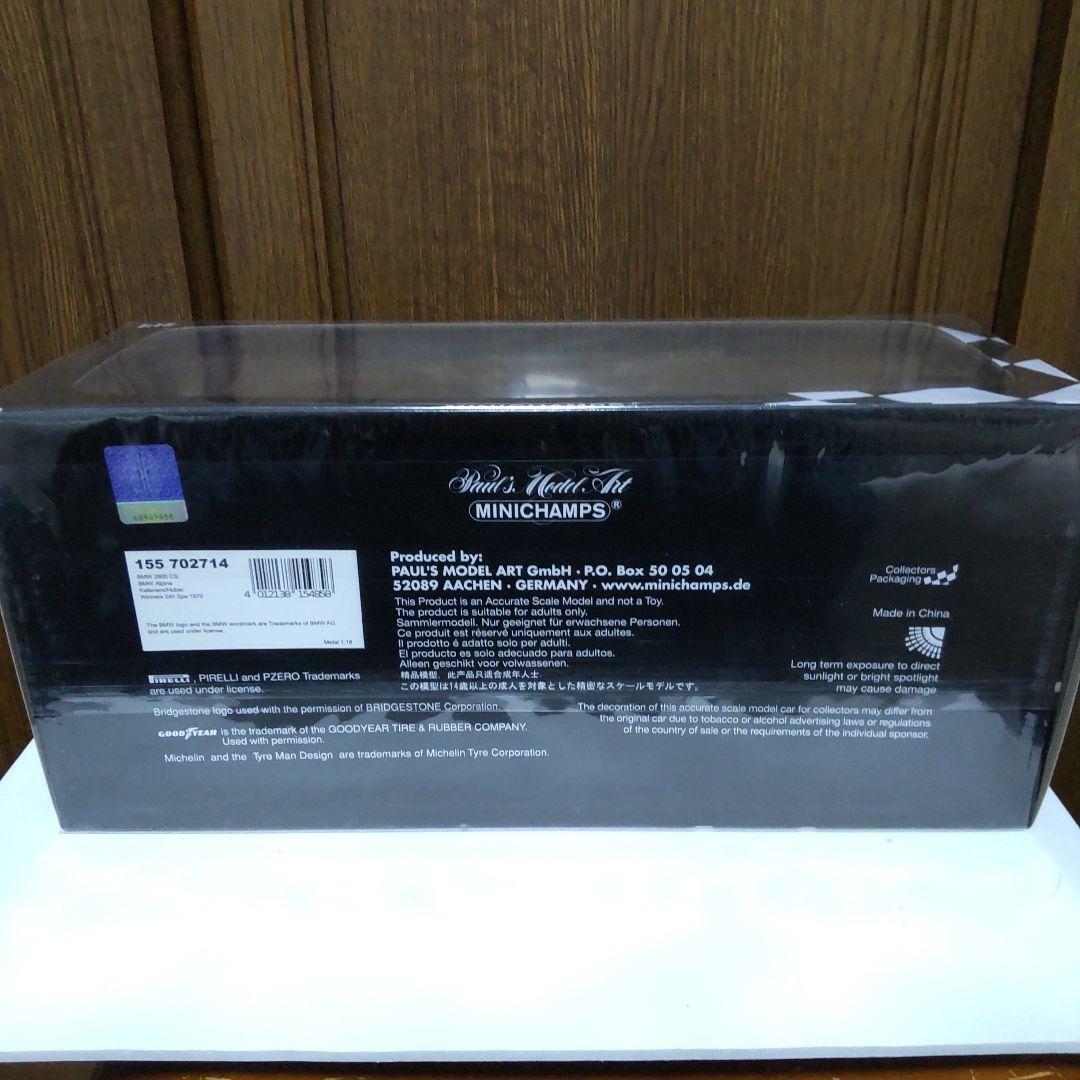 68969468
Paul's Model Art
MINICHAMPS®
155 702714
BMW 2800 CS
BMW Alpina
Kelleners/Huber
Winners 24h Spa 1970
4 012138 154858
The BMW logo and the BMW wordmark are Trademarks of BMW AG
and are used under license.
Metal 1:18
Produced by:
PAUL'S MODEL ART GmbH · P.O. Box 50 05 04
52089 AACHEN · GERMANY · www.minichamps.de
This Product is an Accurate Scale Model and not a Toy.
The product is suitable for adults only.
Sammlermodell. Nur geeignet für erwachsene Personen.
Ce produit est réservé uniquement aux adultes.
Il prodotto é adatto solo per adulti.
El producto es solo adecuado para adultos.
Alleen geschikt voor volwassenen.
精品模型. 此产品只适合成年人士.
この模型は14歳以上の成人を対象とした精密なスケールモデルです。
Collectors
Packaging
Made in China
Long term exposure to direct
sunlight or bright spotlight
may cause damage
PIRELLI , PIRELLI and PZERO Trademarks
are used under license.
Bridgestone logo used with the permission of BRIDGESTONE Corporation.
GOODYEAR is the trademark of the GOODYEAR TIRE & RUBBER COMPANY.
Used with permission.
Michelin and the Tyre Man Design are trademarks of Michelin Tyre Corporation.
The decoration of this accurate scale model car for collectors may differ from
the original car due to tobacco or alcohol advertising laws or regulations
of the country of sale or the requirements of the individual sponsor.